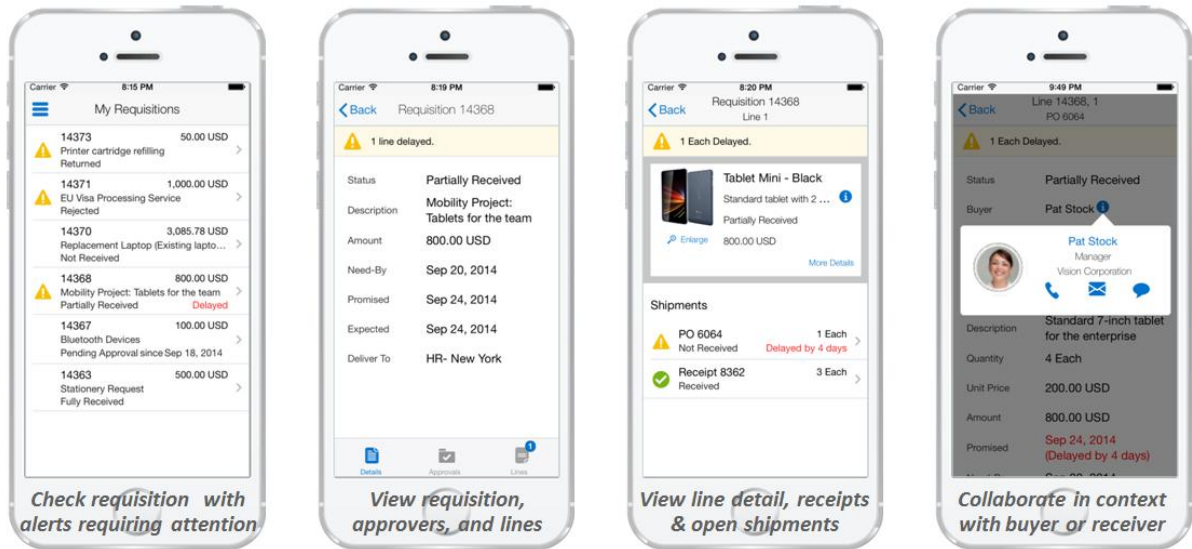 Carrier 8:15 PM
My Requisitions
14373 50.00 USD
Printer cartridge refilling
Returned
14371 1,000.00 USD
EU Visa Processing Service
Rejected
14370 3,085.78 USD
Replacement Laptop (Existing lapto...
Not Received
14368 800.00 USD
Mobility Project: Tablets for the team
Partially Received Delayed
14367 100.00 USD
Bluetooth Devices
Pending Approval since Sep 18, 2014
14363 500.00 USD
Stationery Request
Fully Received
Check requisition with
alerts requiring attention
Carrier 8:19 PM
Back Requisition 14368
1 line delayed.
Status Partially Received
Description Mobility Project:
Tablets for the team
Amount 800.00 USD
Need-By Sep 20, 2014
Promised Sep 24, 2014
Expected Sep 24, 2014
Deliver To HR- New York
1
Details Approvals Lines
View requisition,
approvers, and lines
Carrier 8:20 PM
Back Requisition 14368
Line 1
1 Each Delayed.
Tablet Mini - Black
Standard tablet with 2 ...
Partially Received
Enlarge 800.00 USD
More Details
Shipments
PO 6064 1 Each
Not Received Delayed by 4 days
Receipt 8362 3 Each
Received
View line detail, receipts
& open shipments
Carrier 9:49 PM
Back Line 14368, 1
PO 6064
1 Each Delayed.
Status Partially Received
Buyer Pat Stock
Pat Stock
Manager
Vision Corporation
Description Standard 7-inch tablet
for the enterprise
Quantity 4 Each
Unit Price 200.00 USD
Amount 800.00 USD
Promised Sep 24, 2014
(Delayed by 4 days)
Collaborate in context
with buyer or receiver